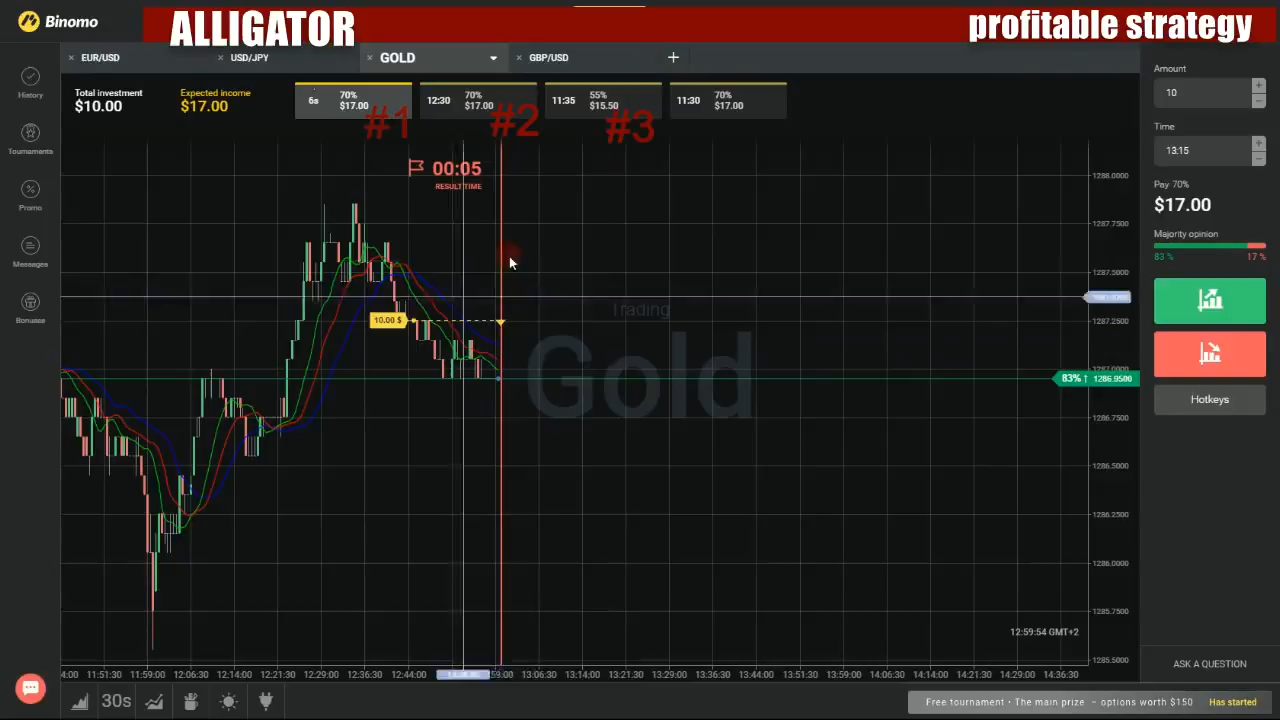 Binomo
ALLIGATOR
profitable strategy
EUR/USD
USD/JPY
GOLD
GBP/USD
Total investment
$10.00
Expected income
$17.00
6s
70%
$17.00
12:30
70%
$17.00
11:35
55%
$15.50
11:30
70%
$17.00
#1
#2
#3
00:05
RESULT TIME
History
Tournaments
Promo
Messages
Bonuses
Amount
10
Time
13:15
Pay 70%
$17.00
Majority opinion
83 %
17 %
Hotkeys
Trading
Gold
10.00 $
1288.0000
1287.7500
1287.5000
1287.2500
1287.0000
83% ↑ 1286.9500
1286.7500
1286.5000
1286.2500
1286.0000
1285.7500
1285.5000
12:59:54 GMT+2
4:00 11:51:30 11:59:00 12:06:30 12:14:00 12:21:30 12:29:00 12:36:30 12:44:00 59:00 13:06:30 13:14:00 13:21:30 13:29:00 13:36:30 13:44:00 13:51:30 13:59:00 14:06:30 14:14:00 14:21:30 14:29:00 14:36:30
30s
ASK A QUESTION
Free tournament • The main prize – options worth $150 Has started